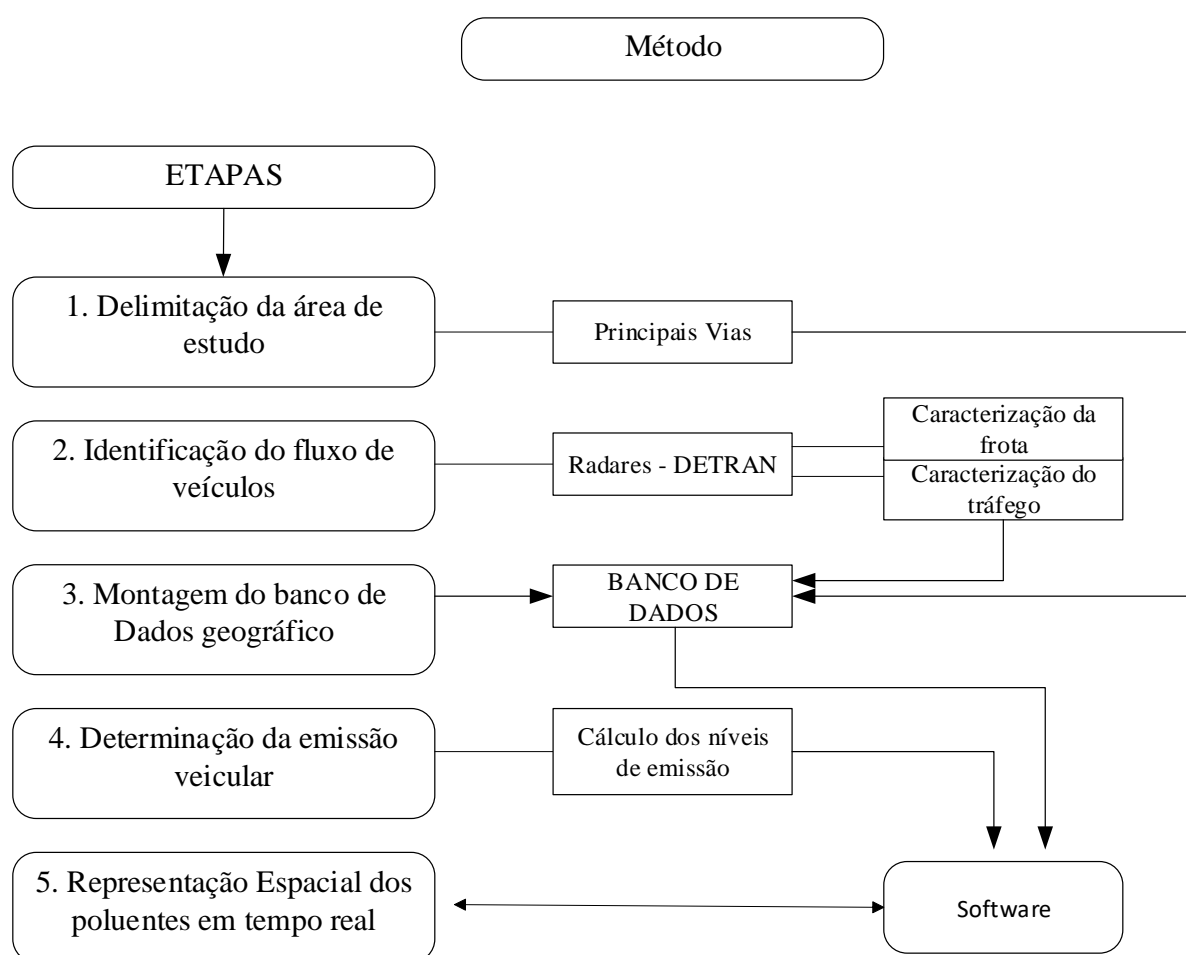 Método
ETAPAS
1. Delimitação da área de
estudo
Principais Vias
2. Identificação do fluxo de
veículos
Radares - DETRAN
Caracterização da
frota
Caracterização do
tráfego
3. Montagem do banco de
Dados geográfico
BANCO DE
DADOS
4. Determinação da emissão
veicular
Cálculo dos níveis
de emissão
5. Representação Espacial dos
poluentes em tempo real
Software